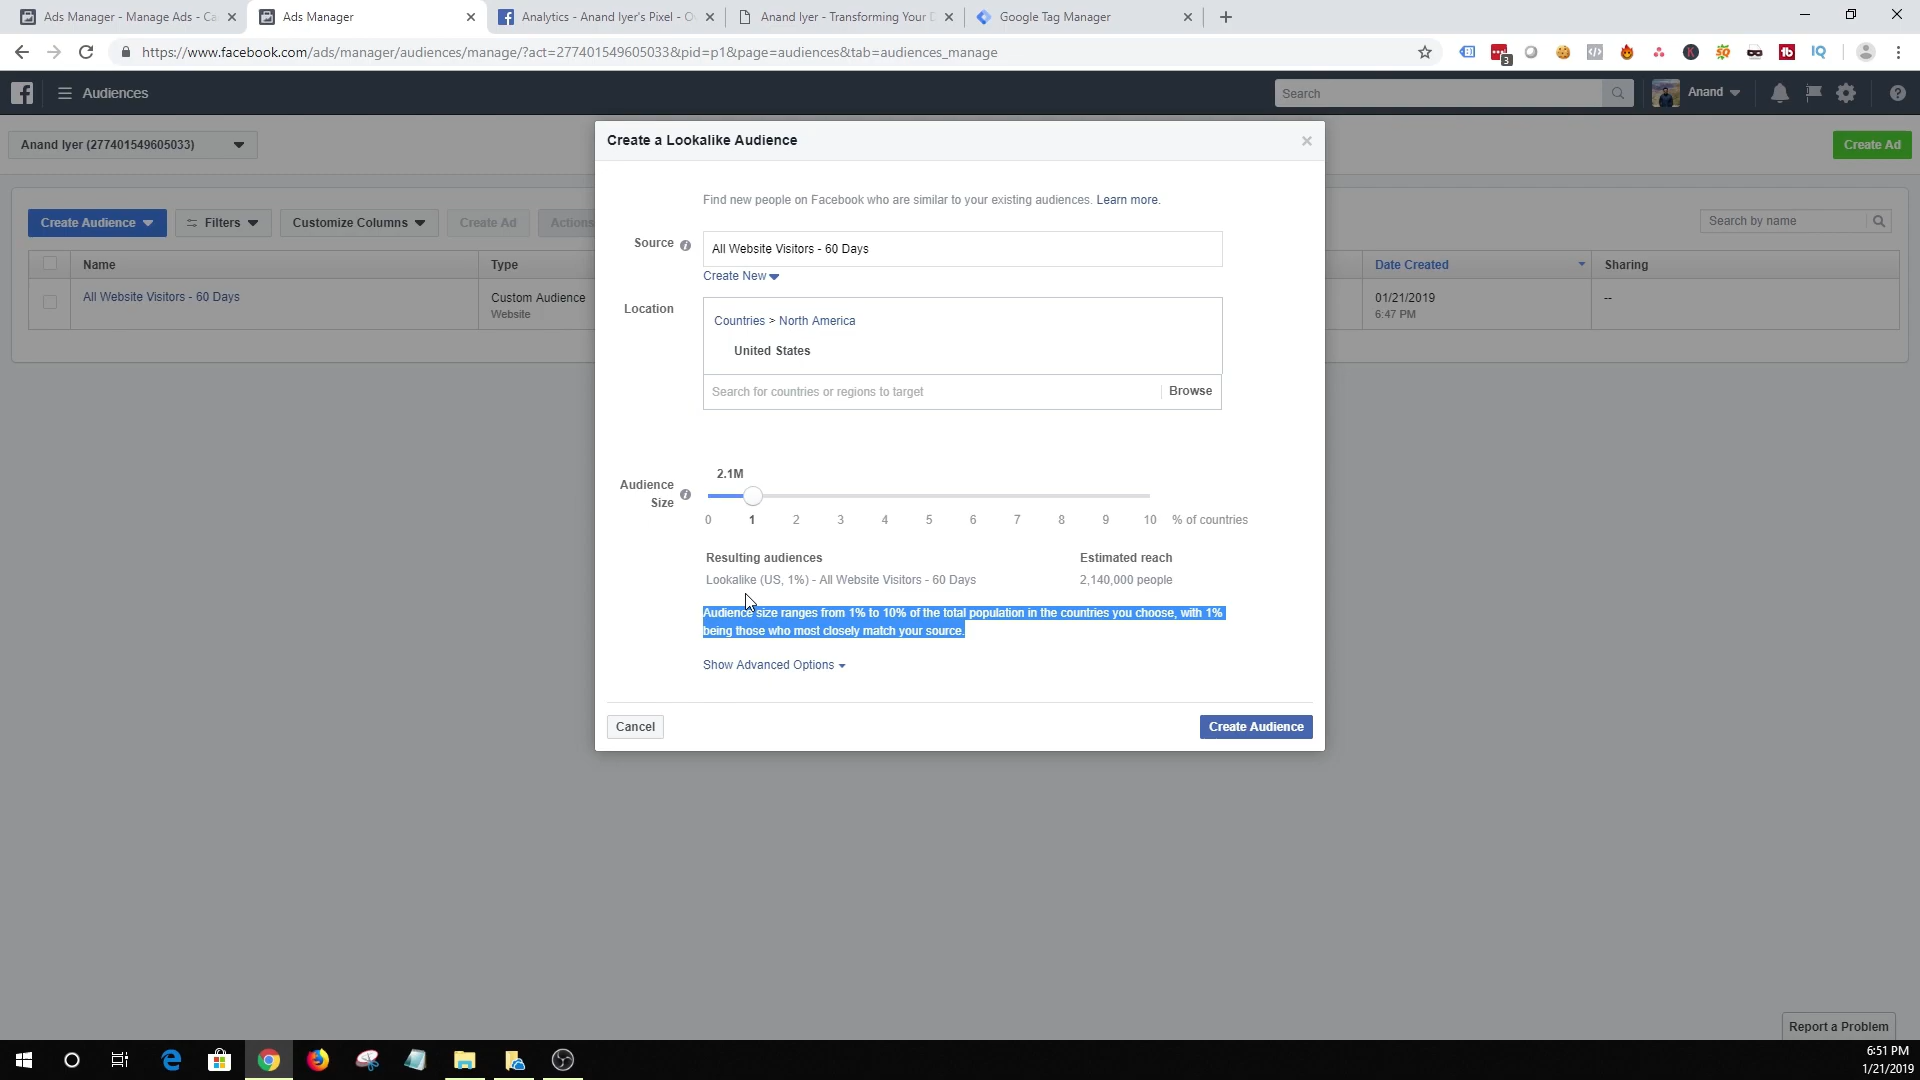 Ads Manager - Manage Ads - Ca
Ads Manager
Analytics - Anand Iyer's Pixel - O
Anand Iyer - Transforming Your D
Google Tag Manager
https://www.facebook.com/ads/manager/audiences/manage/?act=277401549605033&pid=p1&page=audiences&tab=audiences_manage
3
Audiences
Search
Anand
Anand Iyer (277401549605033)
Create Ad
Create a Lookalike Audience
Find new people on Facebook who are similar to your existing audiences. Learn more.
Create Audience
Filters
Customize Columns
Create Ad
Actions
Search by name
Source
All Website Visitors - 60 Days
Create New
Name
Type
Date Created
Sharing
All Website Visitors - 60 Days
Custom Audience
Website
01/21/2019
6:47 PM
--
Location
Countries > North America
United States
Search for countries or regions to target
Browse
2.1M
Audience
Size
0 1 2 3 4 5 6 7 8 9 10 % of countries
Resulting audiences
Estimated reach
Lookalike (US, 1%) - All Website Visitors - 60 Days
2,140,000 people
Audience size ranges from 1% to 10% of the total population in the countries you choose, with 1%
being those who most closely match your source.
Show Advanced Options
Cancel
Create Audience
Report a Problem
6:51 PM
1/21/2019